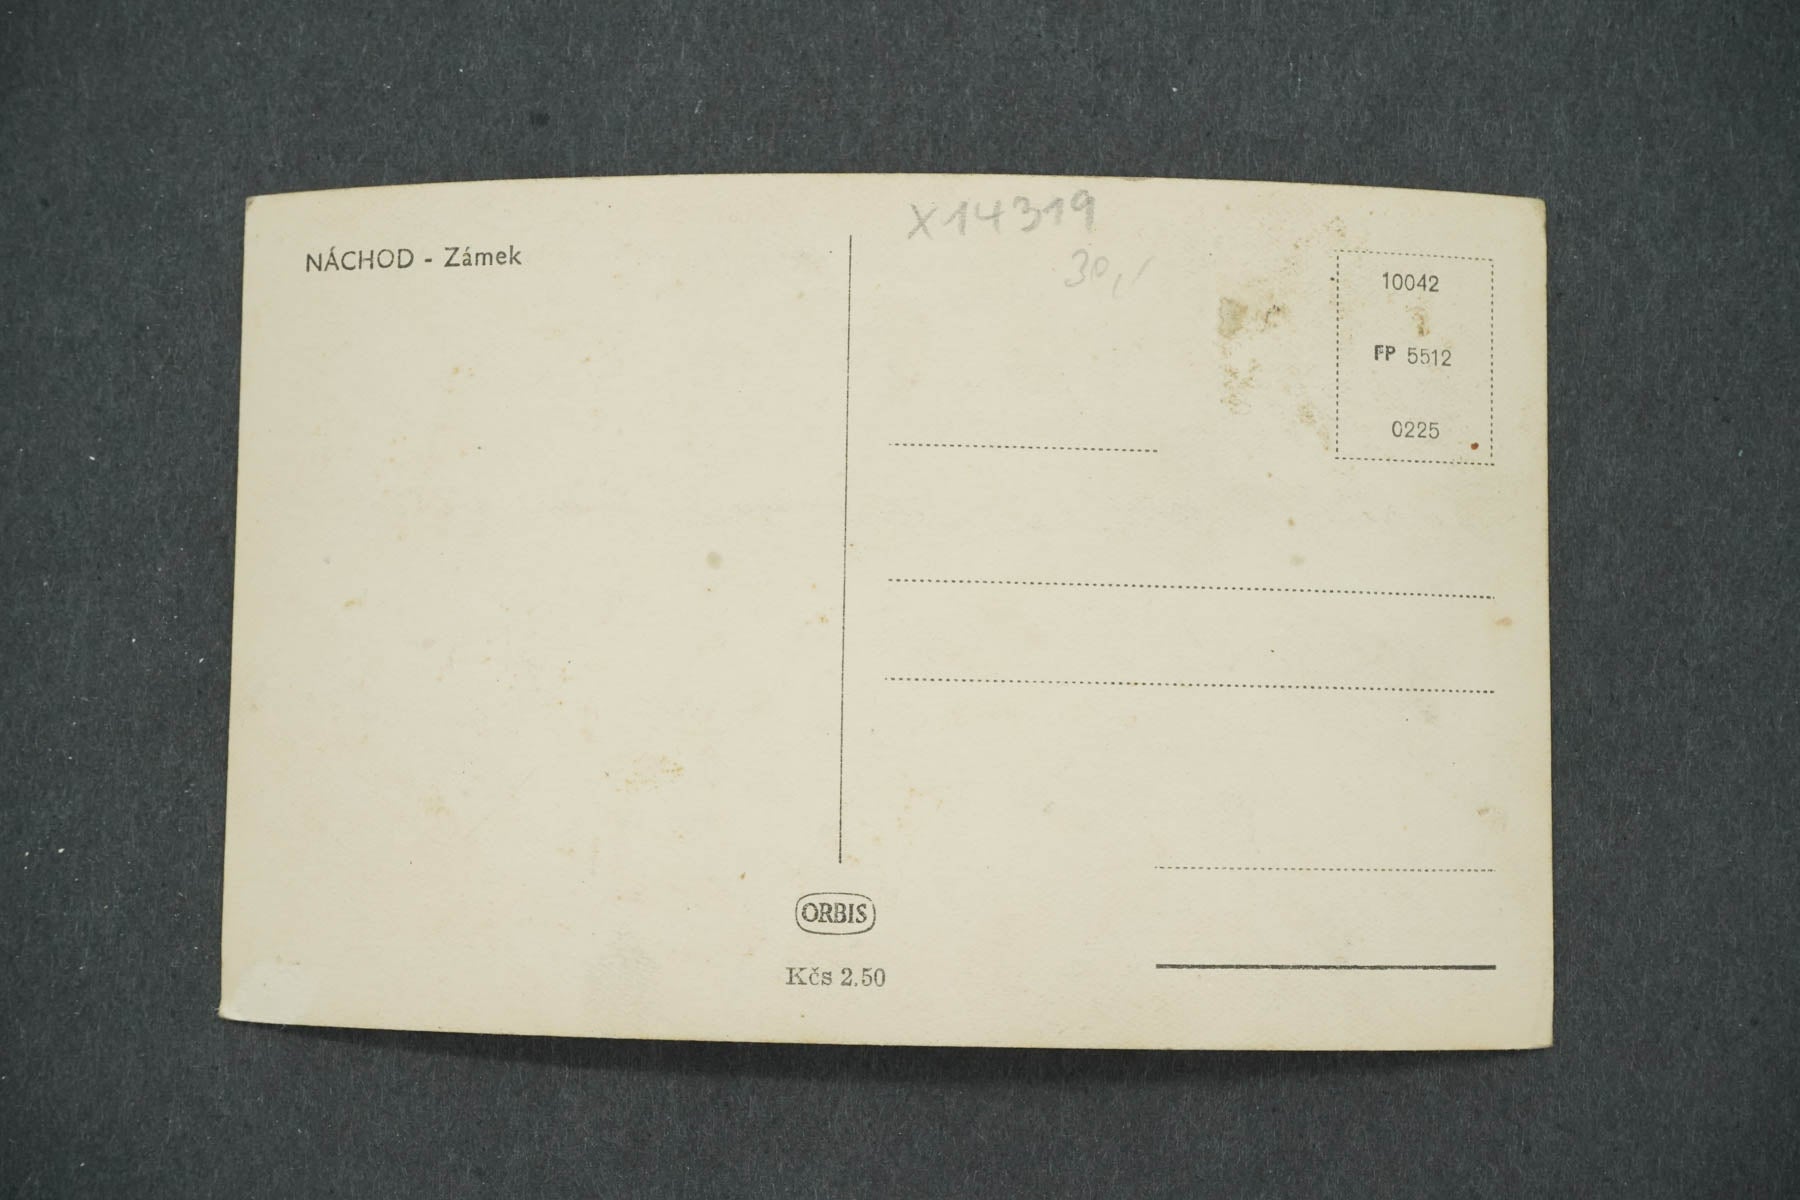 NÁCHOD - Zámek
X14319
30,-
10042
FP 5512
0225
ORBIS
Kčs 2.50